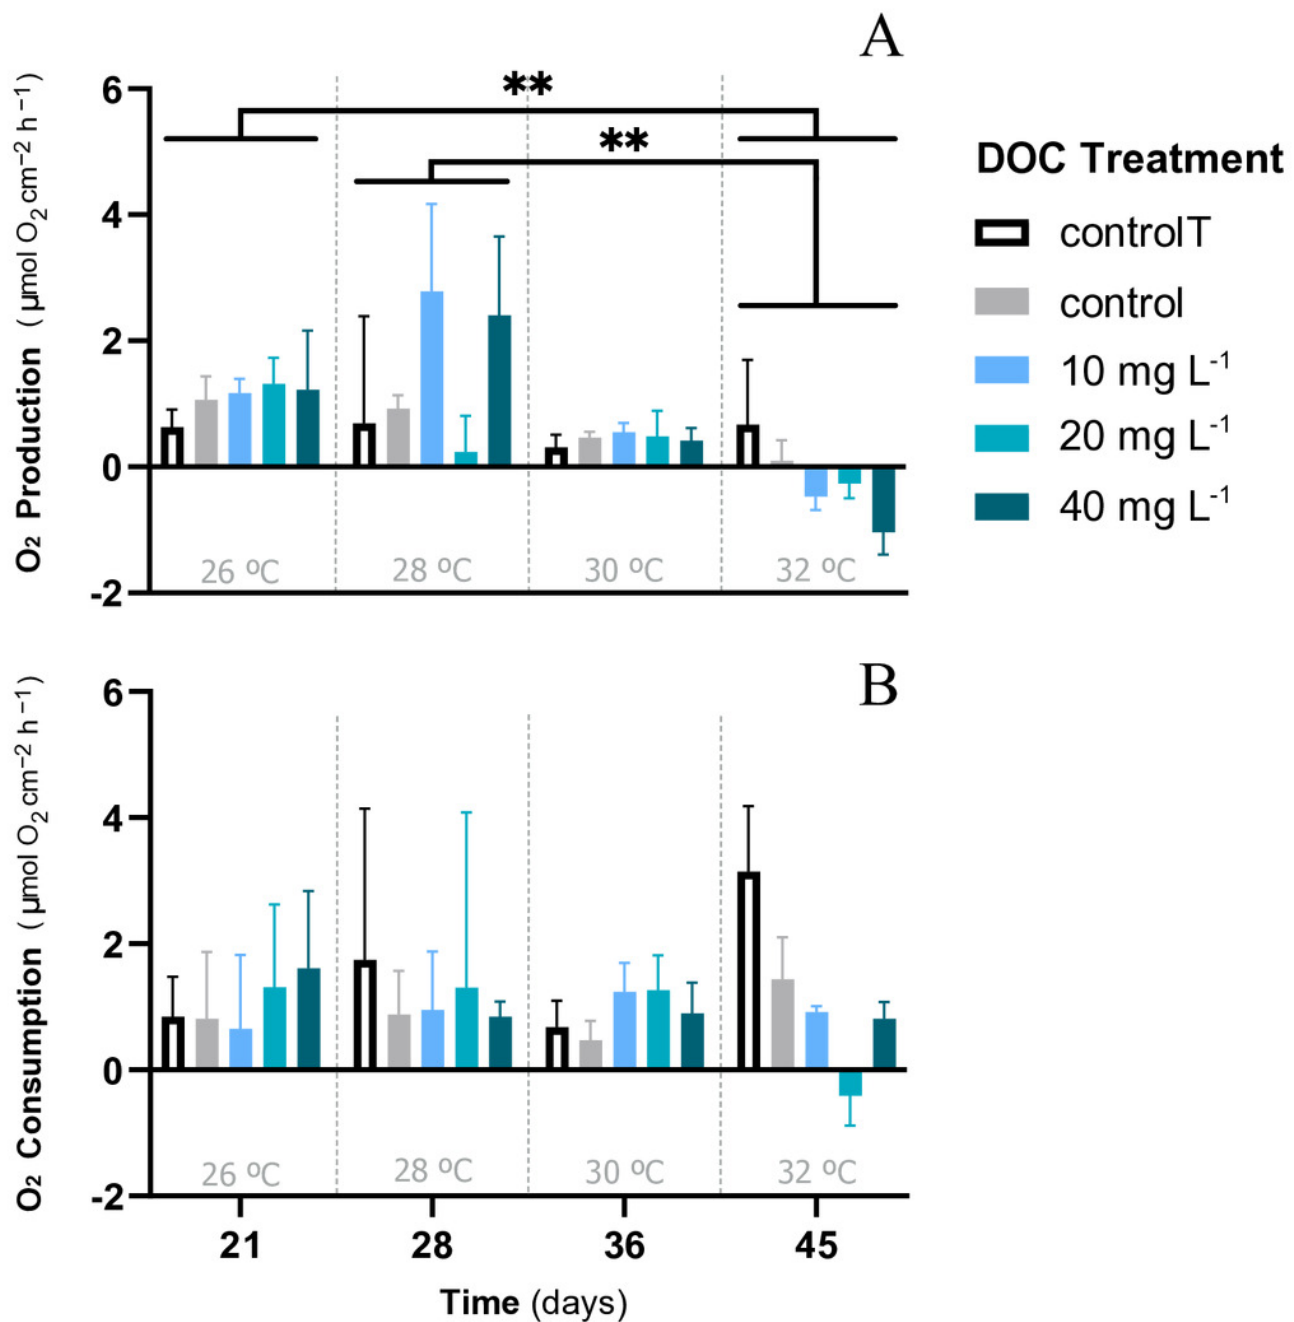 A
O₂ Production ( µmol O₂ cm⁻² h⁻¹ )
6
4
2
0
-2
**
**
26 ºC
28 ºC
30 ºC
32 ºC
DOC Treatment
controlT
control
10 mg L⁻¹
20 mg L⁻¹
40 mg L⁻¹
B
O₂ Consumption ( µmol O₂ cm⁻² h⁻¹ )
6
4
2
0
-2
26 ºC
28 ºC
30 ºC
32 ºC
21
28
36
45
Time (days)